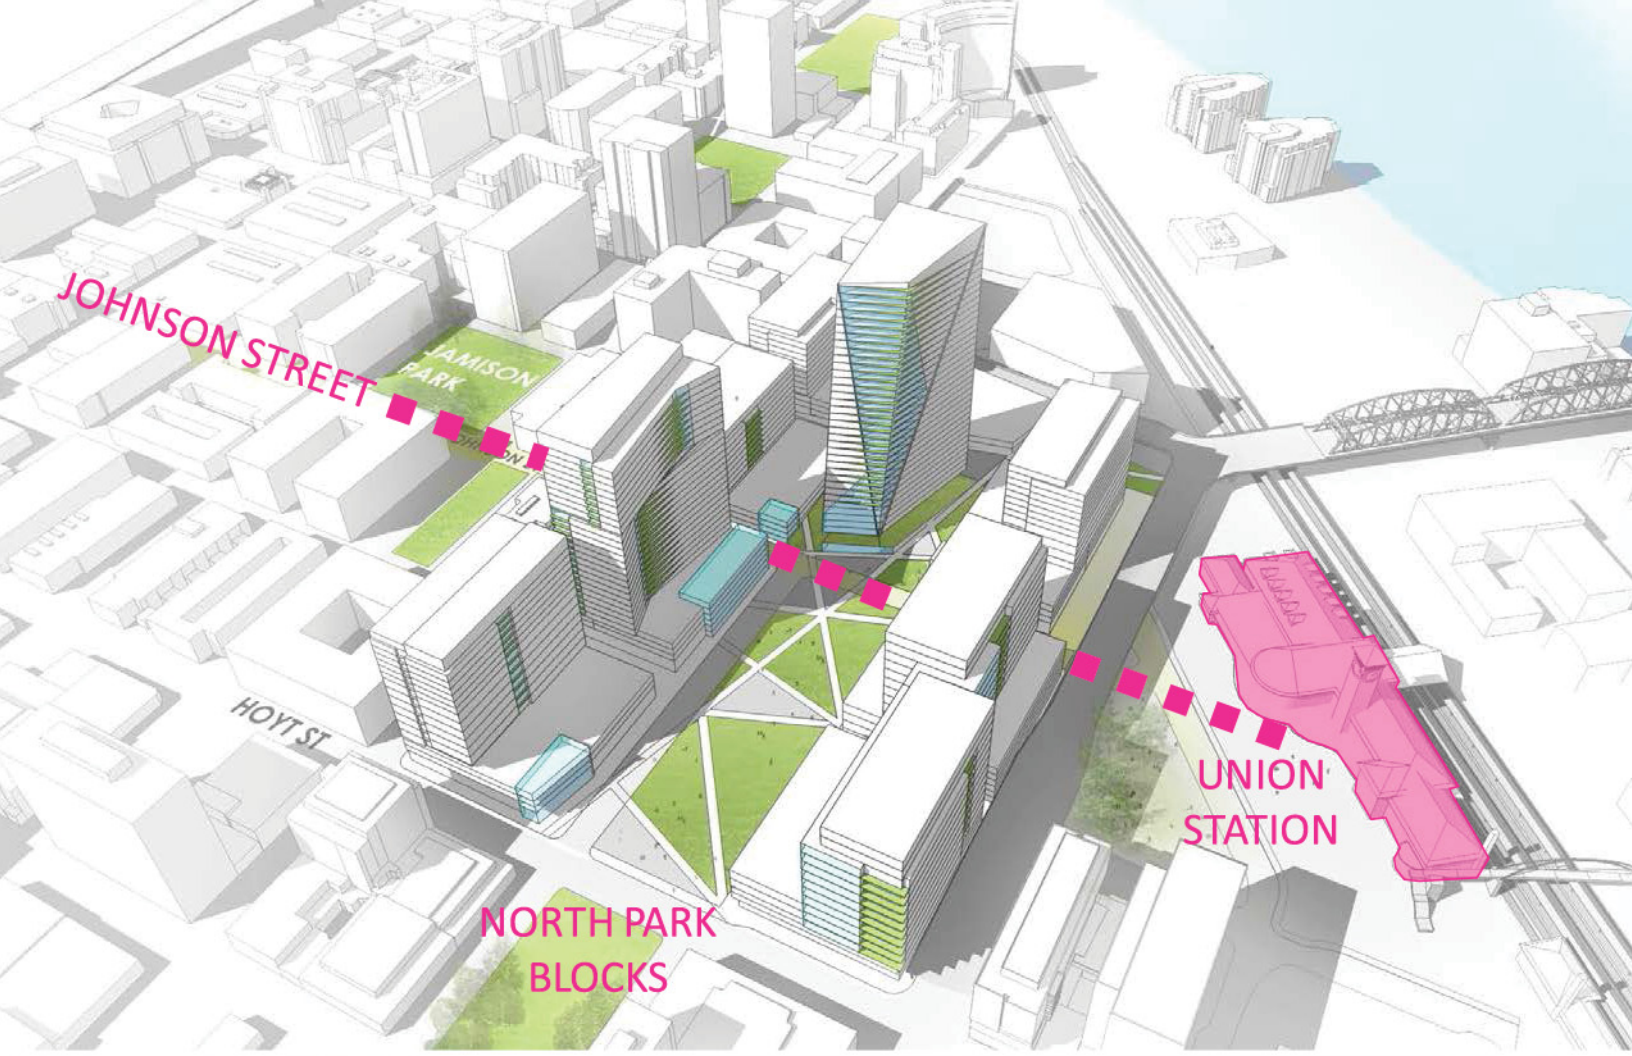 JOHNSON STREET
JAMISON
PARK
HOYT ST
UNION
STATION
NORTH PARK
BLOCKS